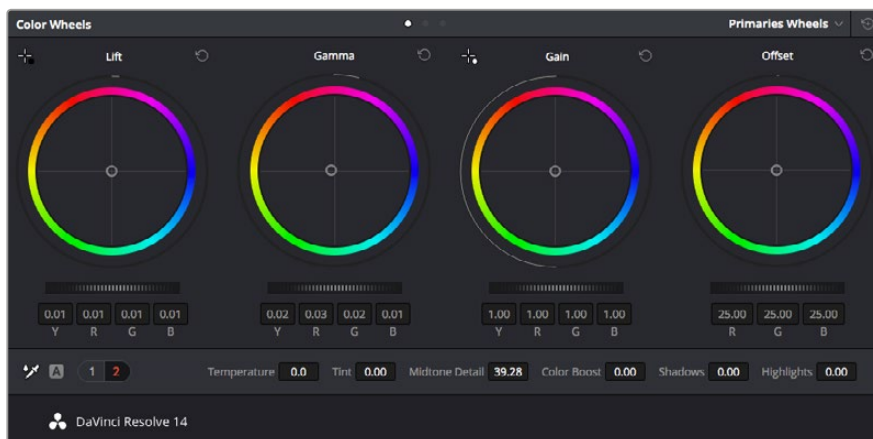 Color Wheels Primaries Wheels
Lift Gamma Gain Offset
0.01 0.01 0.01 0.01 0.02 0.03 0.02 0.01 1.00 1.00 1.00 1.00 25.00 25.00 25.00
Y R G B Y R G B Y R G B R G B
A 1 2 Temperature 0.0 Tint 0.00 Midtone Detail 39.28 Color Boost 0.00 Shadows 0.00 Highlights 0.00
DaVinci Resolve 14